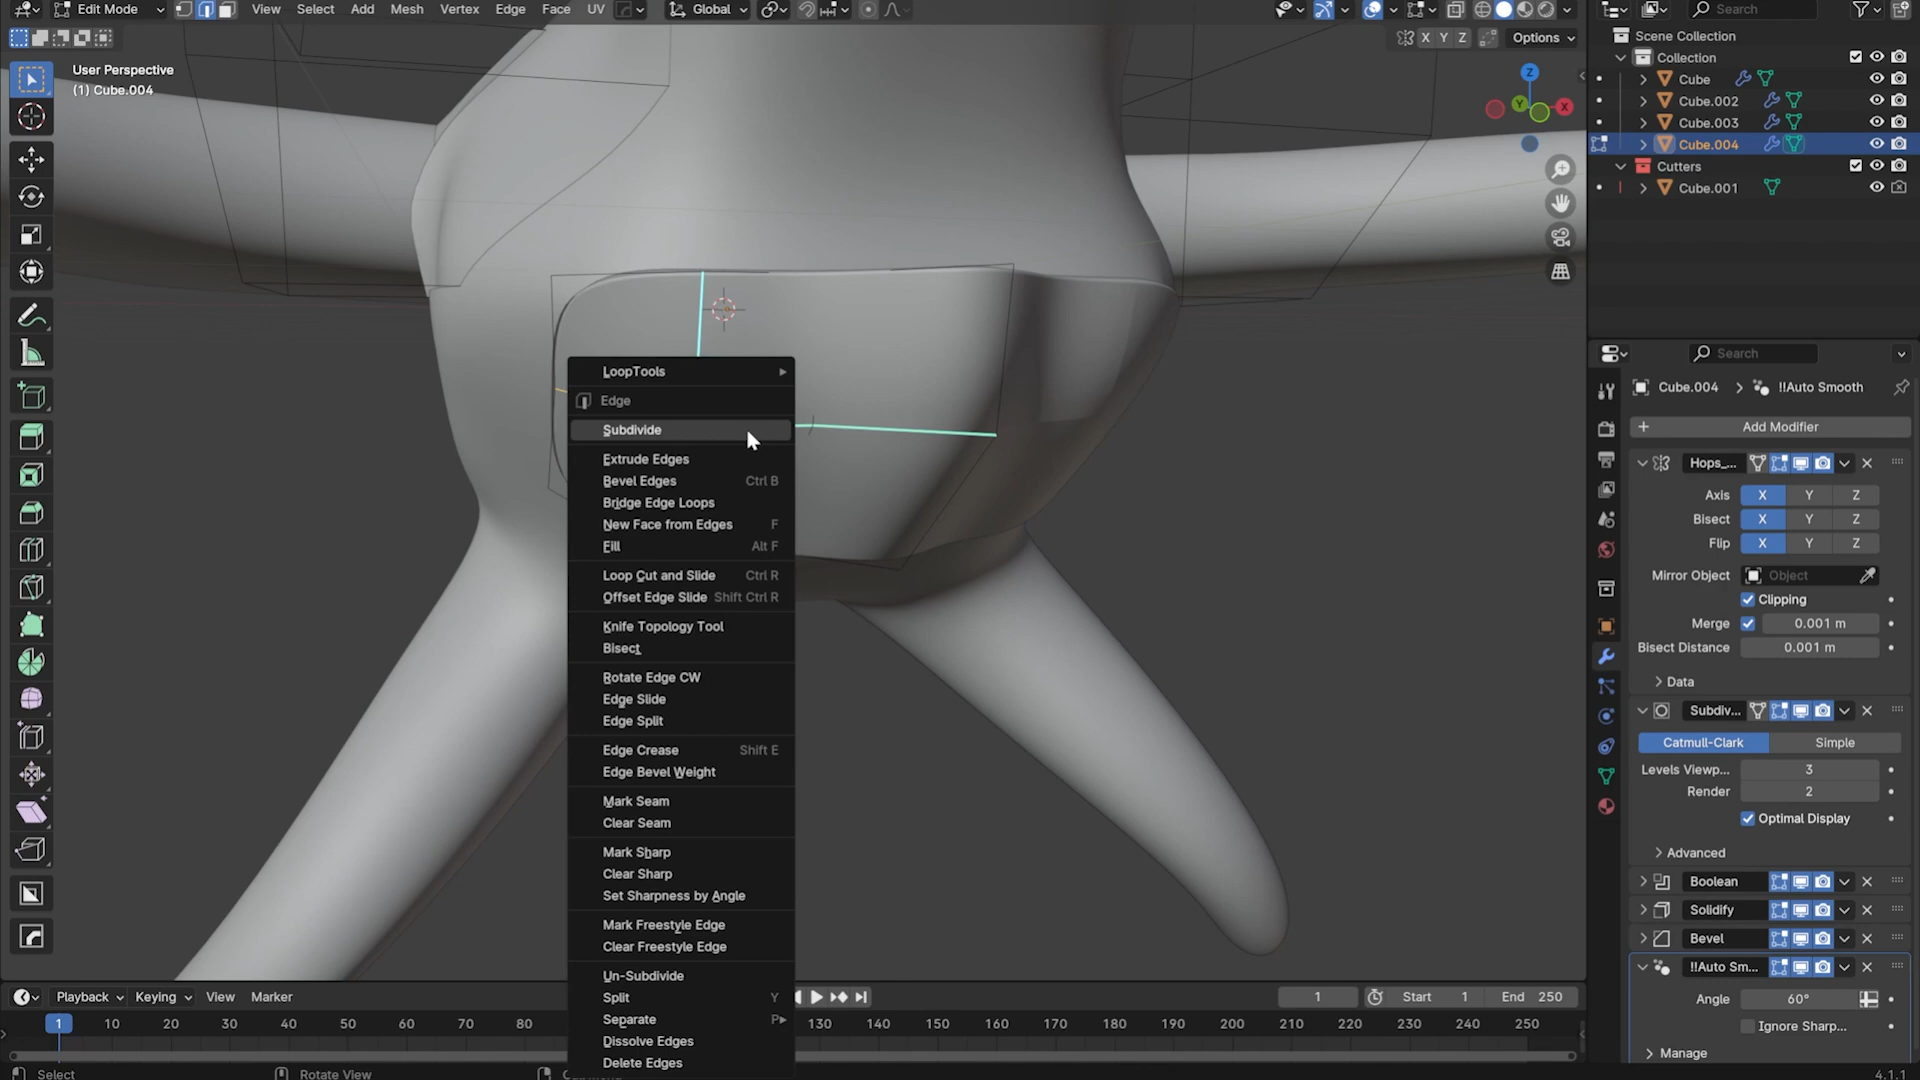 Edit Mode
View
Select
Add
Mesh
Vertex
Edge
Face
UV
Global
X
Y
Z
Options
User Perspective
(1) Cube.004
Z
Y
X
LoopTools
Edge
Subdivide
Extrude Edges
Bevel Edges Ctrl B
Bridge Edge Loops
New Face from Edges F
Fill Alt F
Loop Cut and Slide Ctrl R
Offset Edge Slide Shift Ctrl R
Knife Topology Tool
Bisect
Rotate Edge CW
Edge Slide
Edge Split
Edge Crease Shift E
Edge Bevel Weight
Mark Seam
Clear Seam
Mark Sharp
Clear Sharp
Set Sharpness by Angle
Mark Freestyle Edge
Clear Freestyle Edge
Un-Subdivide
Split Y
Separate P
Dissolve Edges
Delete Edges
Search
Scene Collection
Collection
Cube
Cube.002
Cube.003
Cube.004
Cutters
Cube.001
Search
Cube.004 !!Auto Smooth
Add Modifier
Hops_...
Axis X Y Z
Bisect X Y Z
Flip X Y Z
Mirror Object Object
Clipping
Merge 0.001 m
Bisect Distance 0.001 m
Data
Subdiv...
Catmull-Clark Simple
Levels Viewp... 3
Render 2
Optimal Display
Advanced
Boolean
Solidify
Bevel
!!Auto Sm...
Angle 60°
Ignore Sharp...
Manage
Playback
Keying
View
Marker
1
Start 1
End 250
1 10 20 30 40 50 60 70 80 130 140 150 160 170 180 190 200 210 220 230 240 250
Select
Rotate View
4.1.1